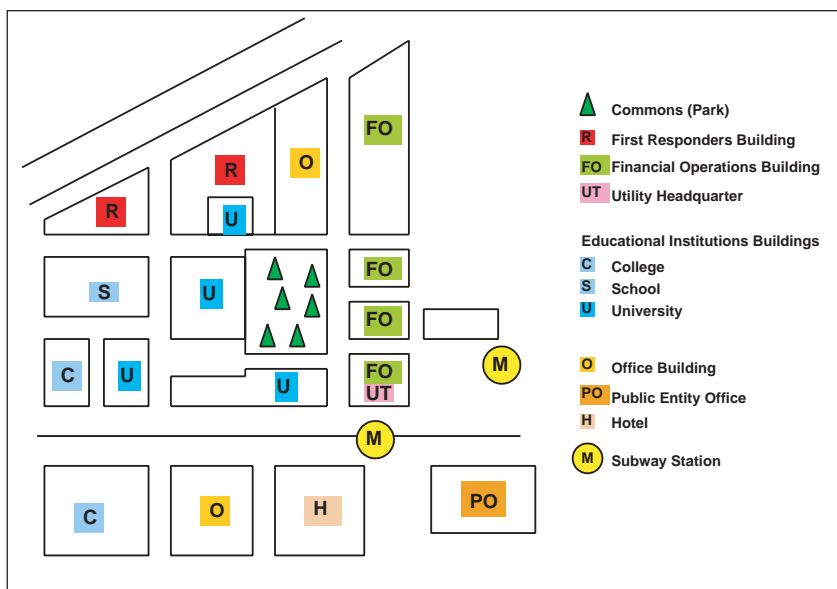 FO
R
O
R
U
S
U
FO
FO
C
U
U
FO
UT
M
M
C
O
H
PO
Commons (Park)
R First Responders Building
FO Financial Operations Building
UT Utility Headquarter
Educational Institutions Buildings
C College
S School
U University
O Office Building
PO Public Entity Office
H Hotel
M Subway Station